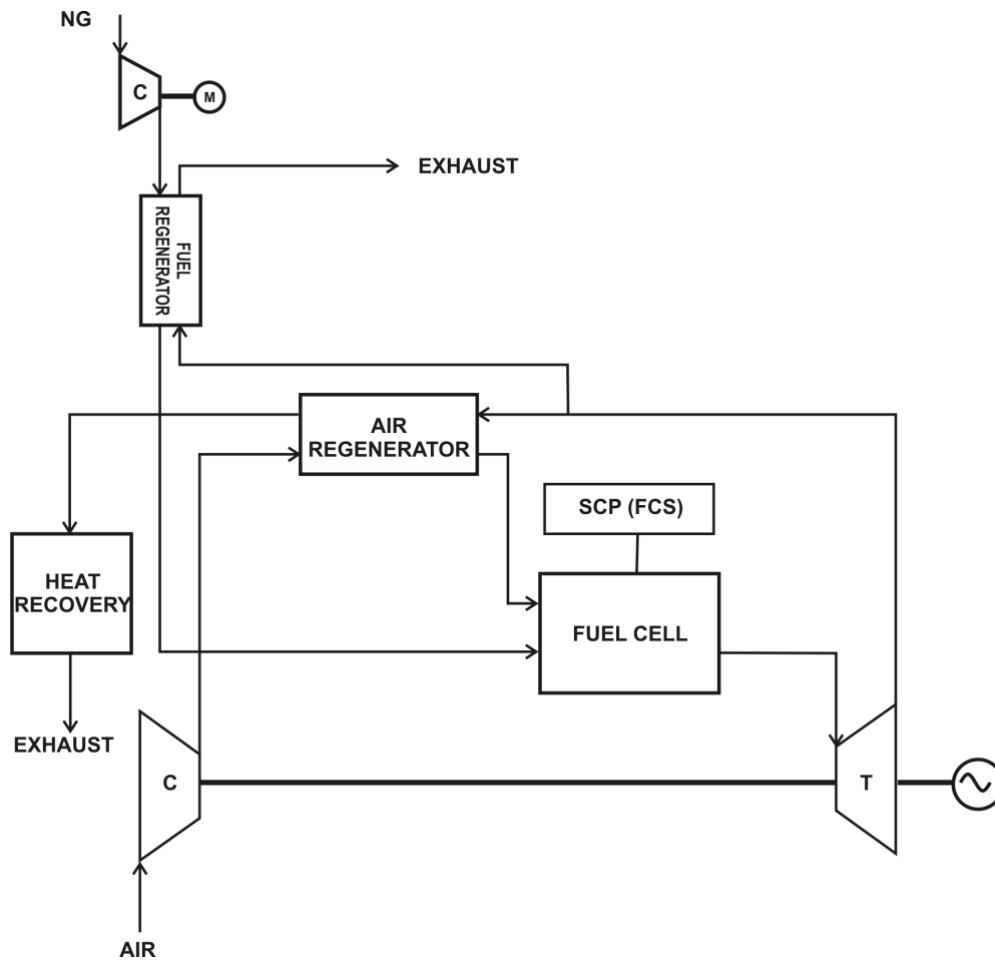 NG
C
M
EXHAUST
FUEL
REGENERATOR
AIR
REGENERATOR
SCP (FCS)
HEAT
RECOVERY
FUEL CELL
EXHAUST
C
T
AIR